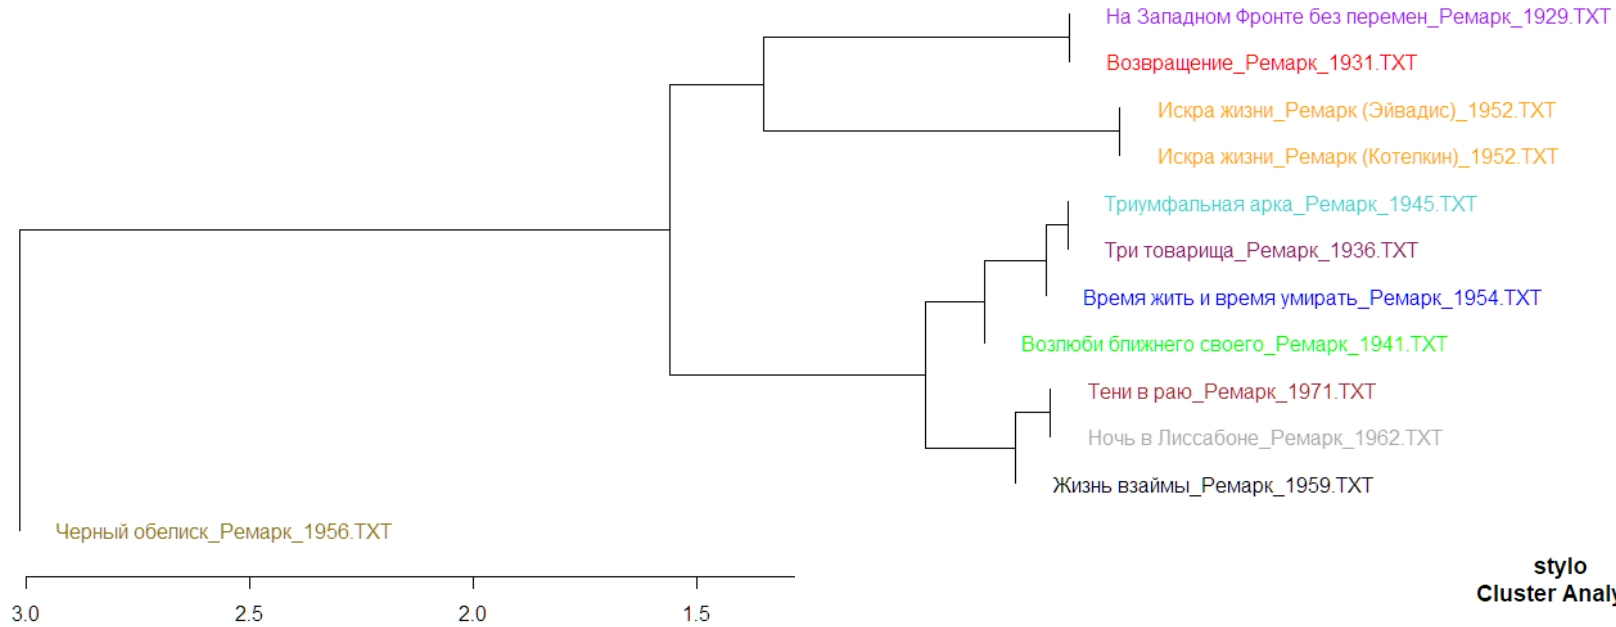 На Западном Фронте без перемен_Ремарк_1929.TXT
Возвращение_Ремарк_1931.TXT
Искра жизни_Ремарк (Эйвадис)_1952.TXT
Искра жизни_Ремарк (Котелкин)_1952.TXT
Триумфальная арка_Ремарк_1945.TXT
Три товарища_Ремарк_1936.TXT
Время жить и время умирать_Ремарк_1954.TXT
Возлюби ближнего своего_Ремарк_1941.TXT
Тени в раю_Ремарк_1971.TXT
Ночь в Лиссабоне_Ремарк_1962.TXT
Жизнь взаймы_Ремарк_1959.TXT
Черный обелиск_Ремарк_1956.TXT
3.0 2.5 2.0 1.5
stylo
Cluster Analy